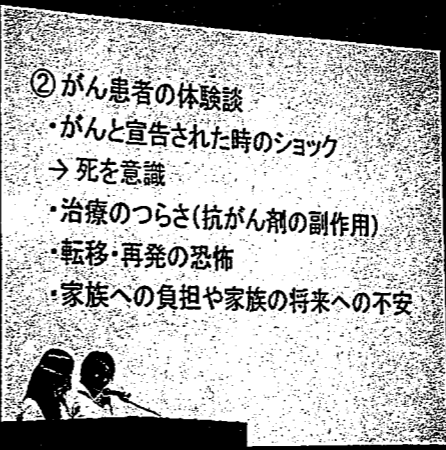 ② がん患者の体験談
・がんと宣告された時のショック
→ 死を意識
・治療のつらさ(抗がん剤の副作用)
・転移・再発の恐怖
・家族への負担や家族の将来への不安